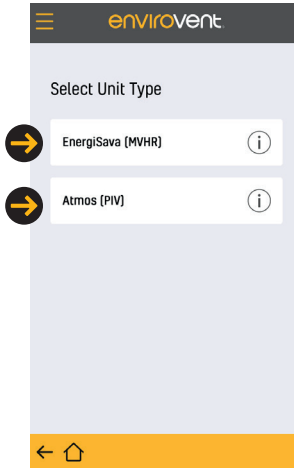 envirovent.
Select Unit Type
EnergiSava (MVHR)
i
Atmos (PIV)
i